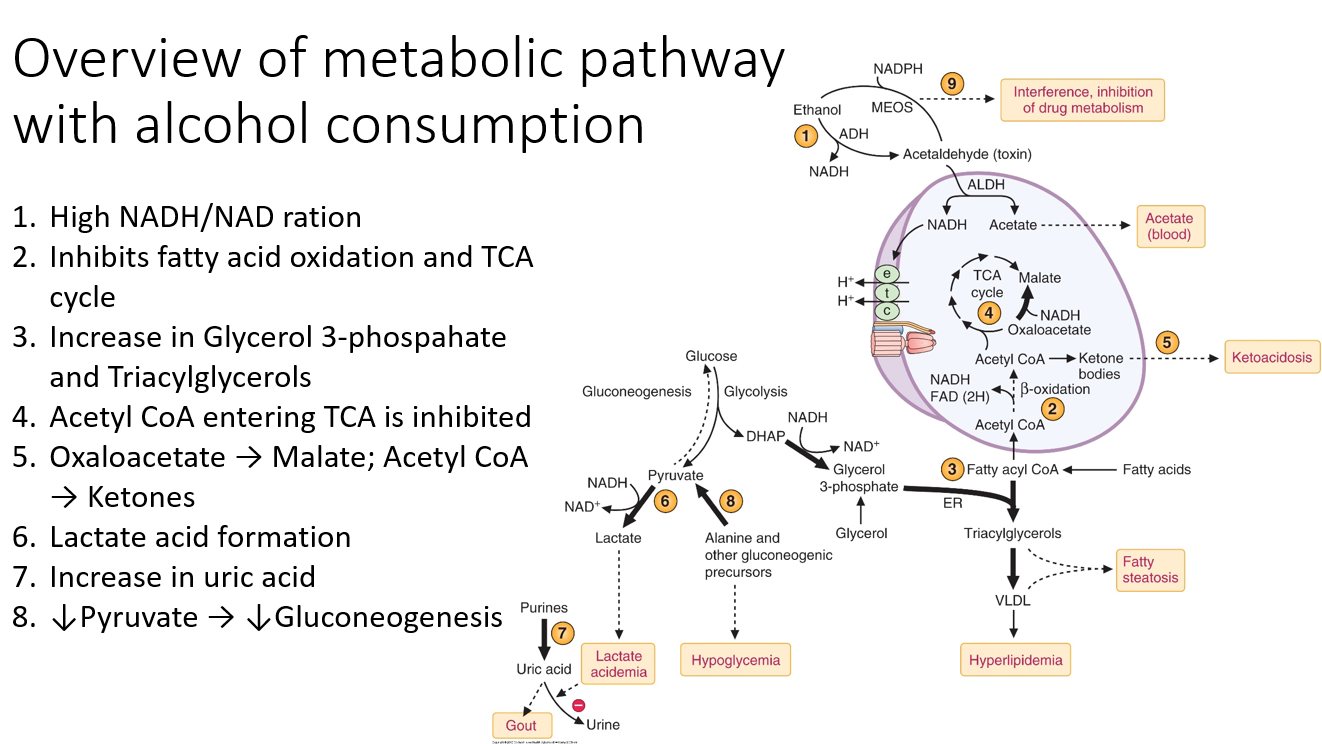 Overview of metabolic pathway
with alcohol consumption
1. High NADH/NAD ration
2. Inhibits fatty acid oxidation and TCA
cycle
3. Increase in Glycerol 3-phospahate
and Triacylglycerols
4. Acetyl CoA entering TCA is inhibited
5. Oxaloacetate → Malate; Acetyl CoA
→ Ketones
6. Lactate acid formation
7. Increase in uric acid
8. ↓Pyruvate → ↓Gluconeogenesis
NADPH
9
Interference, inhibition
of drug metabolism
Ethanol
MEOS
1
ADH
NADH
Acetaldehyde (toxin)
ALDH
NADH
Acetate
Acetate
(blood)
H+
H+
e
t
c
TCA
cycle
4
Malate
NADH
Oxaloacetate
Acetyl CoA
Ketone
bodies
5
Ketoacidosis
NADH
FAD (2H)
β-oxidation
2
Acetyl CoA
Glucose
Gluconeogenesis
Glycolysis
NADH
DHAP
NAD+
Glycerol
3-phosphate
3
Fatty acyl CoA
Fatty acids
ER
Pyruvate
NADH
NAD+
6
8
Lactate
Alanine and
other gluconeogenic
precursors
Glycerol
Triacylglycerols
Fatty
steatosis
VLDL
Hyperlipidemia
Purines
7
Uric acid
Lactate
acidemia
Hypoglycemia
Gout
Urine